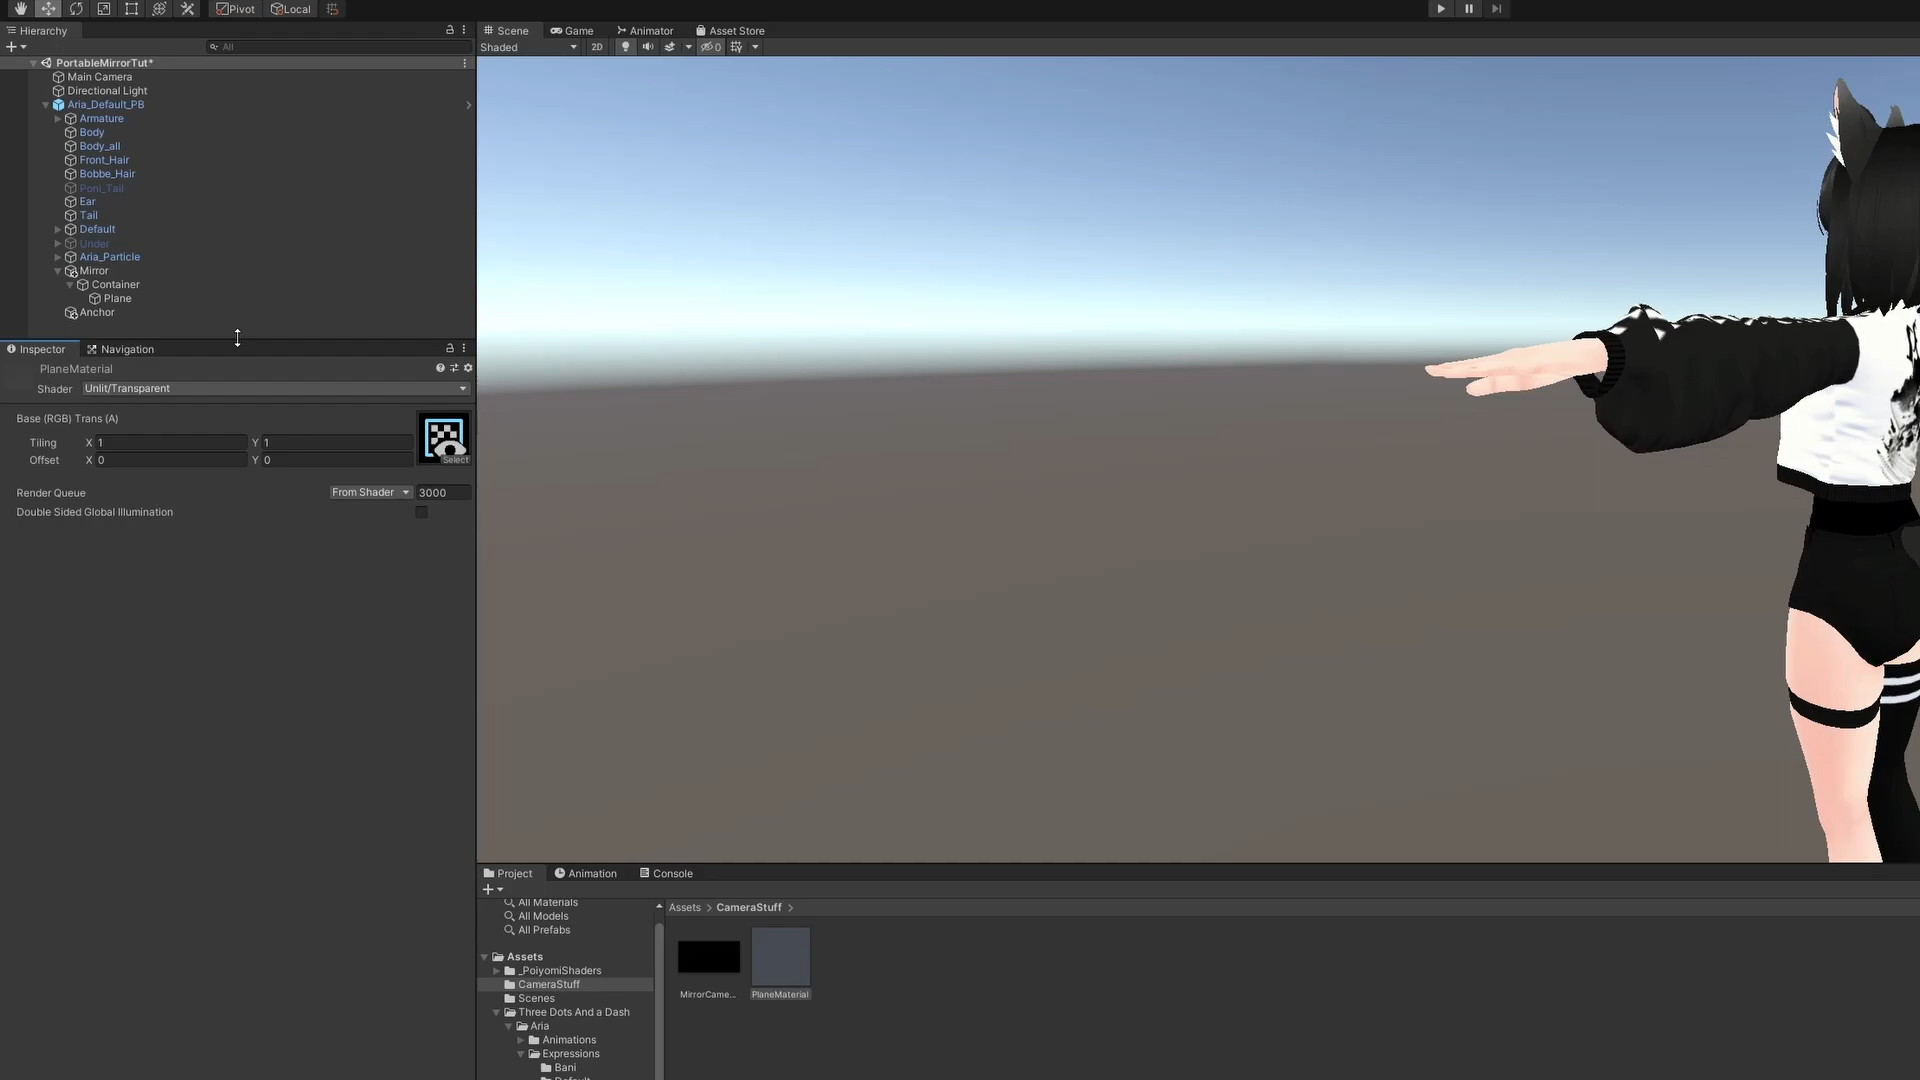 Pivot
Local
Hierarchy
All
PortableMirrorTut*
Main Camera
Directional Light
Aria_Default_PB
Armature
Body
Body_all
Front_Hair
Bobbe_Hair
Poni_Tail
Ear
Tail
Default
Under
Aria_Particle
Mirror
Container
Plane
Anchor
Inspector
Navigation
PlaneMaterial
Shader
Unlit/Transparent
Base (RGB) Trans (A)
Tiling X 1 Y 1
Offset X 0 Y 0
Select
Render Queue From Shader 3000
Double Sided Global Illumination
Scene
Game
Animator
Asset Store
Shaded
2D
0
Project
Animation
Console
All Materials
All Models
All Prefabs
Assets
_PoiyomiShaders
CameraStuff
Scenes
Three Dots And a Dash
Aria
Animations
Expressions
Bani
Assets > CameraStuff >
MirrorCame...
PlaneMaterial